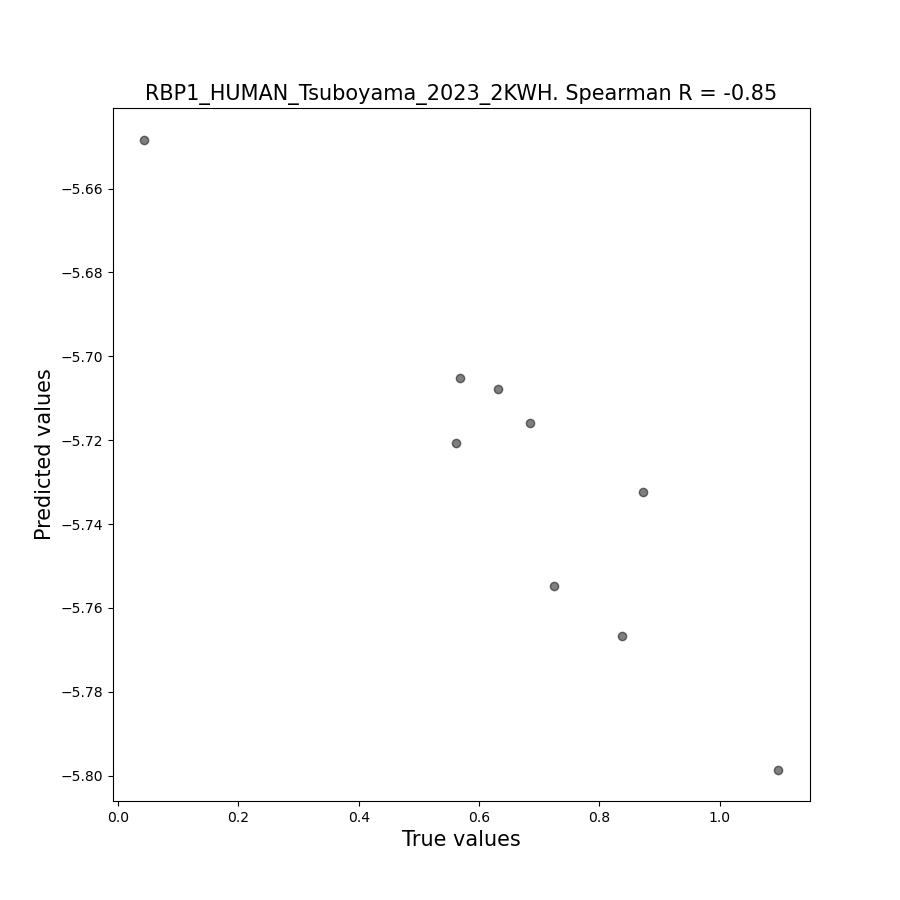 RBP1_HUMAN_Tsuboyama_2023_2KWH. Spearman R = -0.85
Predicted values
−5.66
−5.68
−5.70
−5.72
−5.74
−5.76
−5.78
−5.80
0.0 0.2 0.4 0.6 0.8 1.0
True values